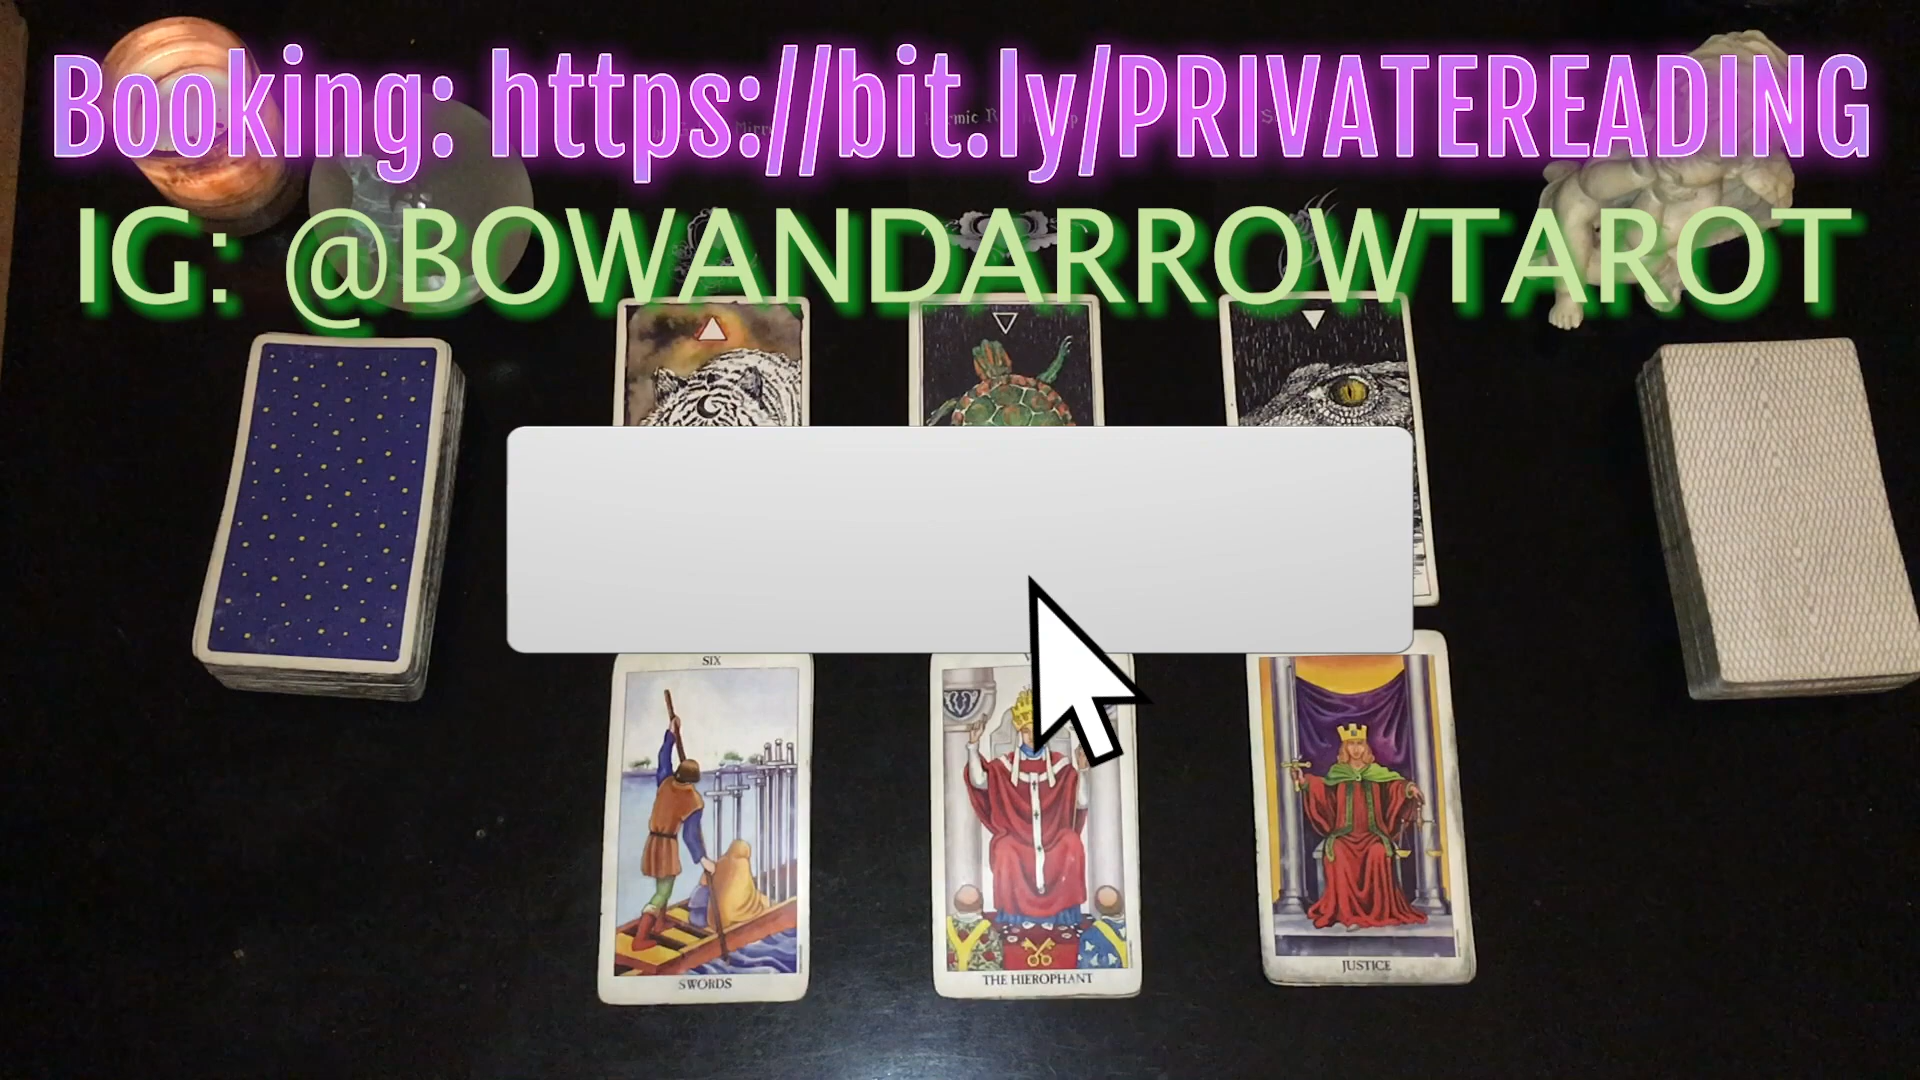 Booking: https://bit.ly/PRIVATEREADING
IG: @BOWANDARROWTAROT
SIX
SWORDS
THE HIEROPHANT
JUSTICE